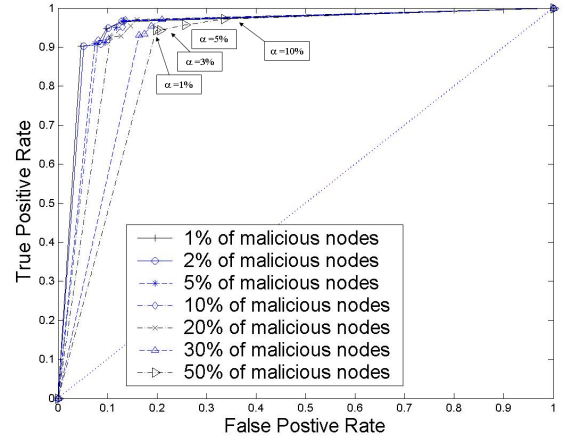 1
0.9
0.8
0.7
0.6
0.5
0.4
0.3
0.2
0.1
0
True Positive Rate
α=5%
α=3%
α=10%
α=1%
1% of malicious nodes
2% of malicious nodes
5% of malicious nodes
10% of malicious nodes
20% of malicious nodes
30% of malicious nodes
50% of malicious nodes
0 0.1 0.2 0.3 0.4 0.5 0.6 0.7 0.8 0.9 1
False Postive Rate